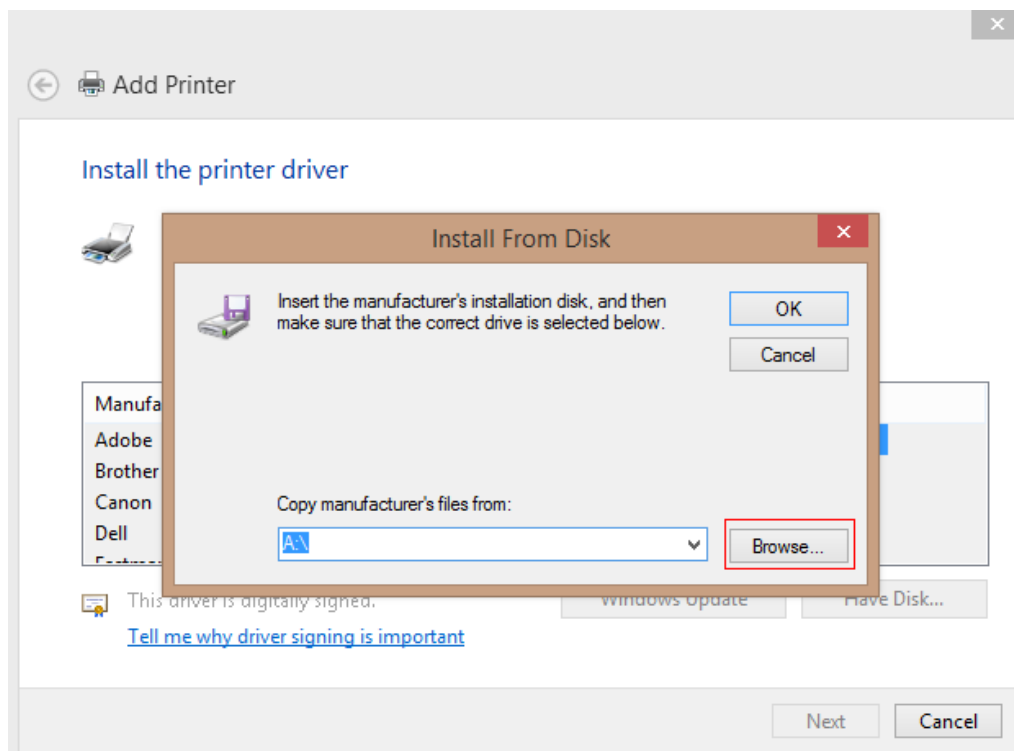 Add Printer
Install the printer driver
Install From Disk
Insert the manufacturer's installation disk, and then
make sure that the correct drive is selected below.
OK
Cancel
Manufa
Adobe
Brother
Canon
Dell
Copy manufacturer's files from:
A:\
Browse...
This driver is digitally signed.
Windows Update
Have Disk...
Tell me why driver signing is important
Next
Cancel